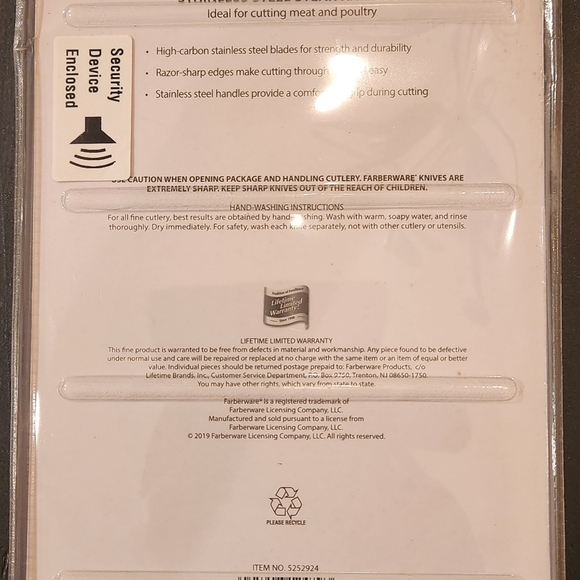 Ideal for cutting meat and poultry
Security
Device
Enclosed
• High-carbon stainless steel blades for strength and durability
• Razor-sharp edges make cutting through easy
• Stainless steel handles provide a during cutting
USE CAUTION WHEN OPENING PACKAGE AND HANDLING CUTLERY. FARBERWARE® KNIVES ARE
EXTREMELY SHARP. KEEP SHARP KNIVES OUT OF THE REACH OF CHILDREN.
HAND-WASHING INSTRUCTIONS
For all fine cutlery, best results are obtained by hand-washing. Wash with warm, soapy water, and rinse
thoroughly. Dry immediately. For safety, wash each knife separately, not with other cutlery or utensils.
Lifetime
Limited
Warranty
LIFETIME LIMITED WARRANTY
This fine product is warranted to be free from defects in material and workmanship. Any piece found to be defective
under normal use and care will be repaired or replaced at no charge with the same item or an item of equal or better
value. Individual pieces should be returned postage prepaid to: Farberware Products, c/o
Lifetime Brands, Inc., Customer Service Department, P.O. Box 9750, Trenton, NJ 08650-1750.
You may have other rights, which vary from state to state.
Farberware® is a registered trademark of
Farberware Licensing Company, LLC.
Manufactured and sold pursuant to a license from
Farberware Licensing Company, LLC.
© 2019 Farberware Licensing Company, LLC. All rights reserved.
PLEASE RECYCLE
ITEM NO. 5252924